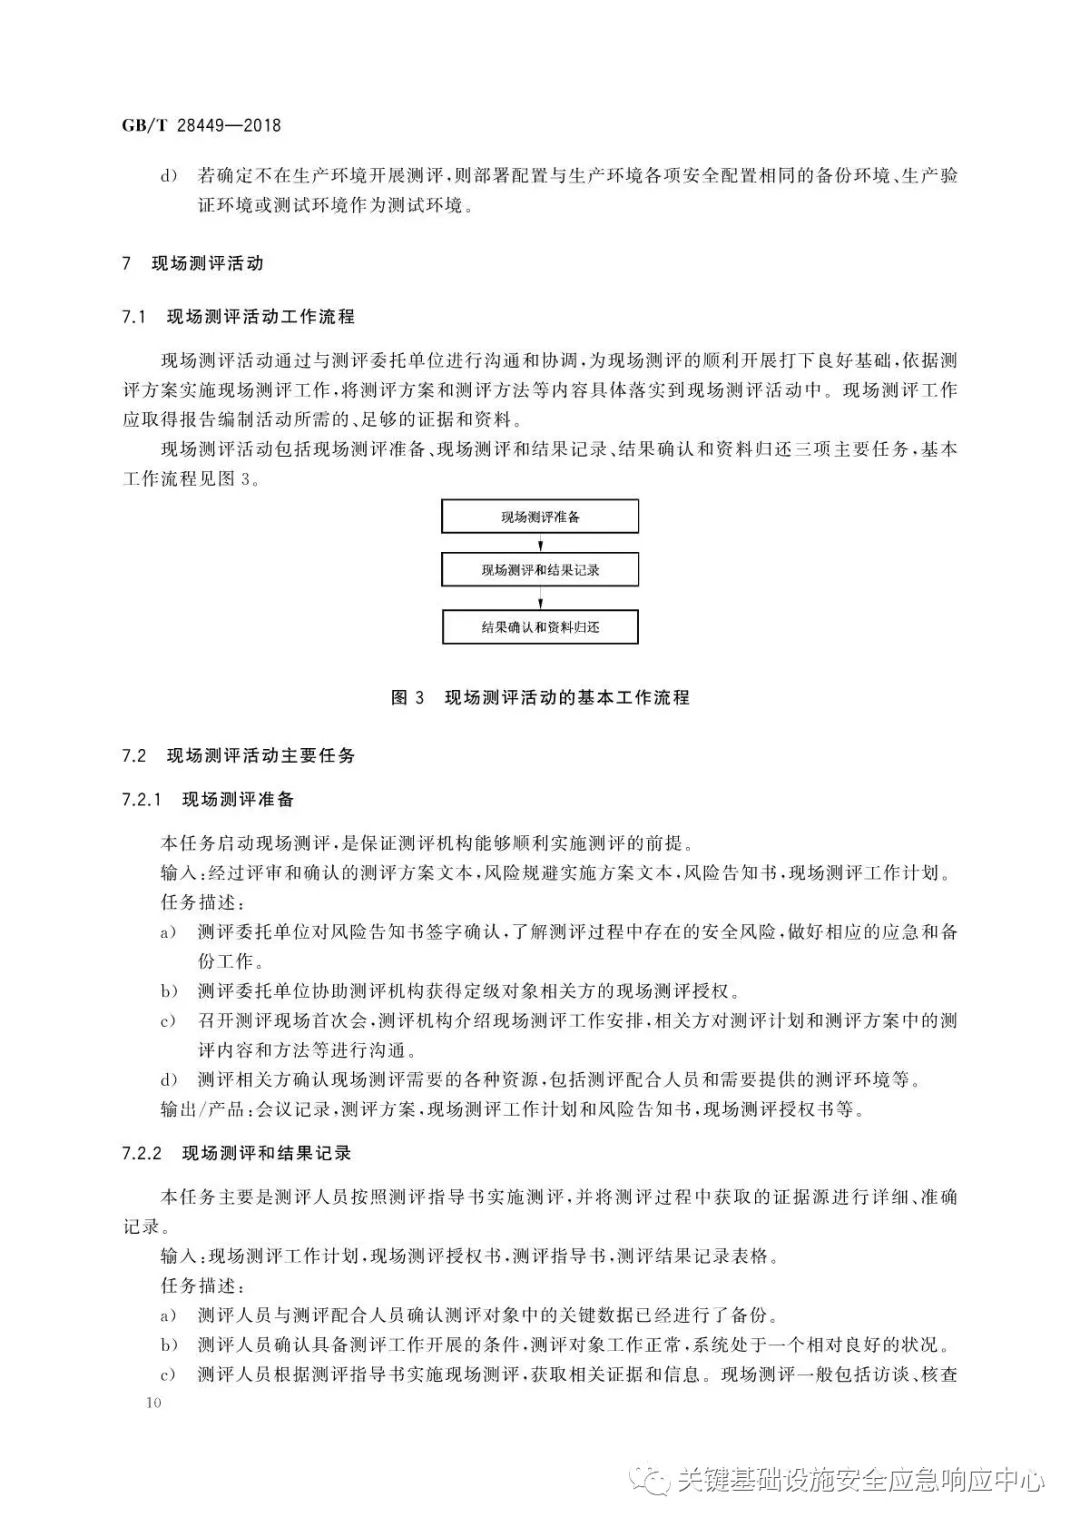 GB/T 28449—2018
d) 若确定不在生产环境开展测评,则部署配置与生产环境各项安全配置相同的备份环境、生产验
证环境或测试环境作为测试环境。
7 现场测评活动
7.1 现场测评活动工作流程
现场测评活动通过与测评委托单位进行沟通和协调,为现场测评的顺利开展打下良好基础,依据测
评方案实施现场测评工作,将测评方案和测评方法等内容具体落实到现场测评活动中。现场测评工作
应取得报告编制活动所需的、足够的证据和资料。
现场测评活动包括现场测评准备、现场测评和结果记录、结果确认和资料归还三项主要任务,基本
工作流程见图 3。
现场测评准备
现场测评和结果记录
结果确认和资料归还
图 3 现场测评活动的基本工作流程
7.2 现场测评活动主要任务
7.2.1 现场测评准备
本任务启动现场测评,是保证测评机构能够顺利实施测评的前提。
输入:经过评审和确认的测评方案文本,风险规避实施方案文本,风险告知书,现场测评工作计划。
任务描述:
a) 测评委托单位对风险告知书签字确认,了解测评过程中存在的安全风险,做好相应的应急和备
份工作。
b) 测评委托单位协助测评机构获得定级对象相关方的现场测评授权。
c) 召开测评现场首次会,测评机构介绍现场测评工作安排,相关方对测评计划和测评方案中的测
评内容和方法等进行沟通。
d) 测评相关方确认现场测评需要的各种资源,包括测评配合人员和需要提供的测评环境等。
输出/产品:会议记录,测评方案,现场测评工作计划和风险告知书,现场测评授权书等。
7.2.2 现场测评和结果记录
本任务主要是测评人员按照测评指导书实施测评,并将测评过程中获取的证据源进行详细、准确
记录。
输入:现场测评工作计划,现场测评授权书,测评指导书,测评结果记录表格。
任务描述:
a) 测评人员与测评配合人员确认测评对象中的关键数据已经进行了备份。
b) 测评人员确认具备测评工作开展的条件,测评对象工作正常,系统处于一个相对良好的状况。
c) 测评人员根据测评指导书实施现场测评,获取相关证据和信息。现场测评一般包括访谈、核查
10
关键基础设施安全应急响应中心